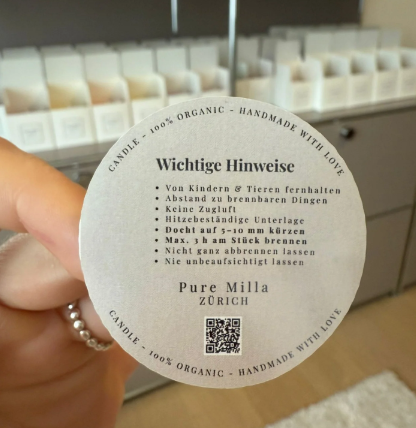 CANDLE - 100% ORGANIC - HANDMADE WITH LOVE
Wichtige Hinweise
• Von Kindern & Tieren fernhalten
• Abstand zu brennbaren Dingen
• Keine Zugluft
• Hitzebeständige Unterlage
• Docht auf 5-10 mm kürzen
• Max. 3 h am Stück brennen
• Nicht ganz abbrennen lassen
• Nie unbeaufsichtigt lassen
Pure Milla
ZÜRICH
CANDLE - 100% ORGANIC - HANDMADE WITH LOVE